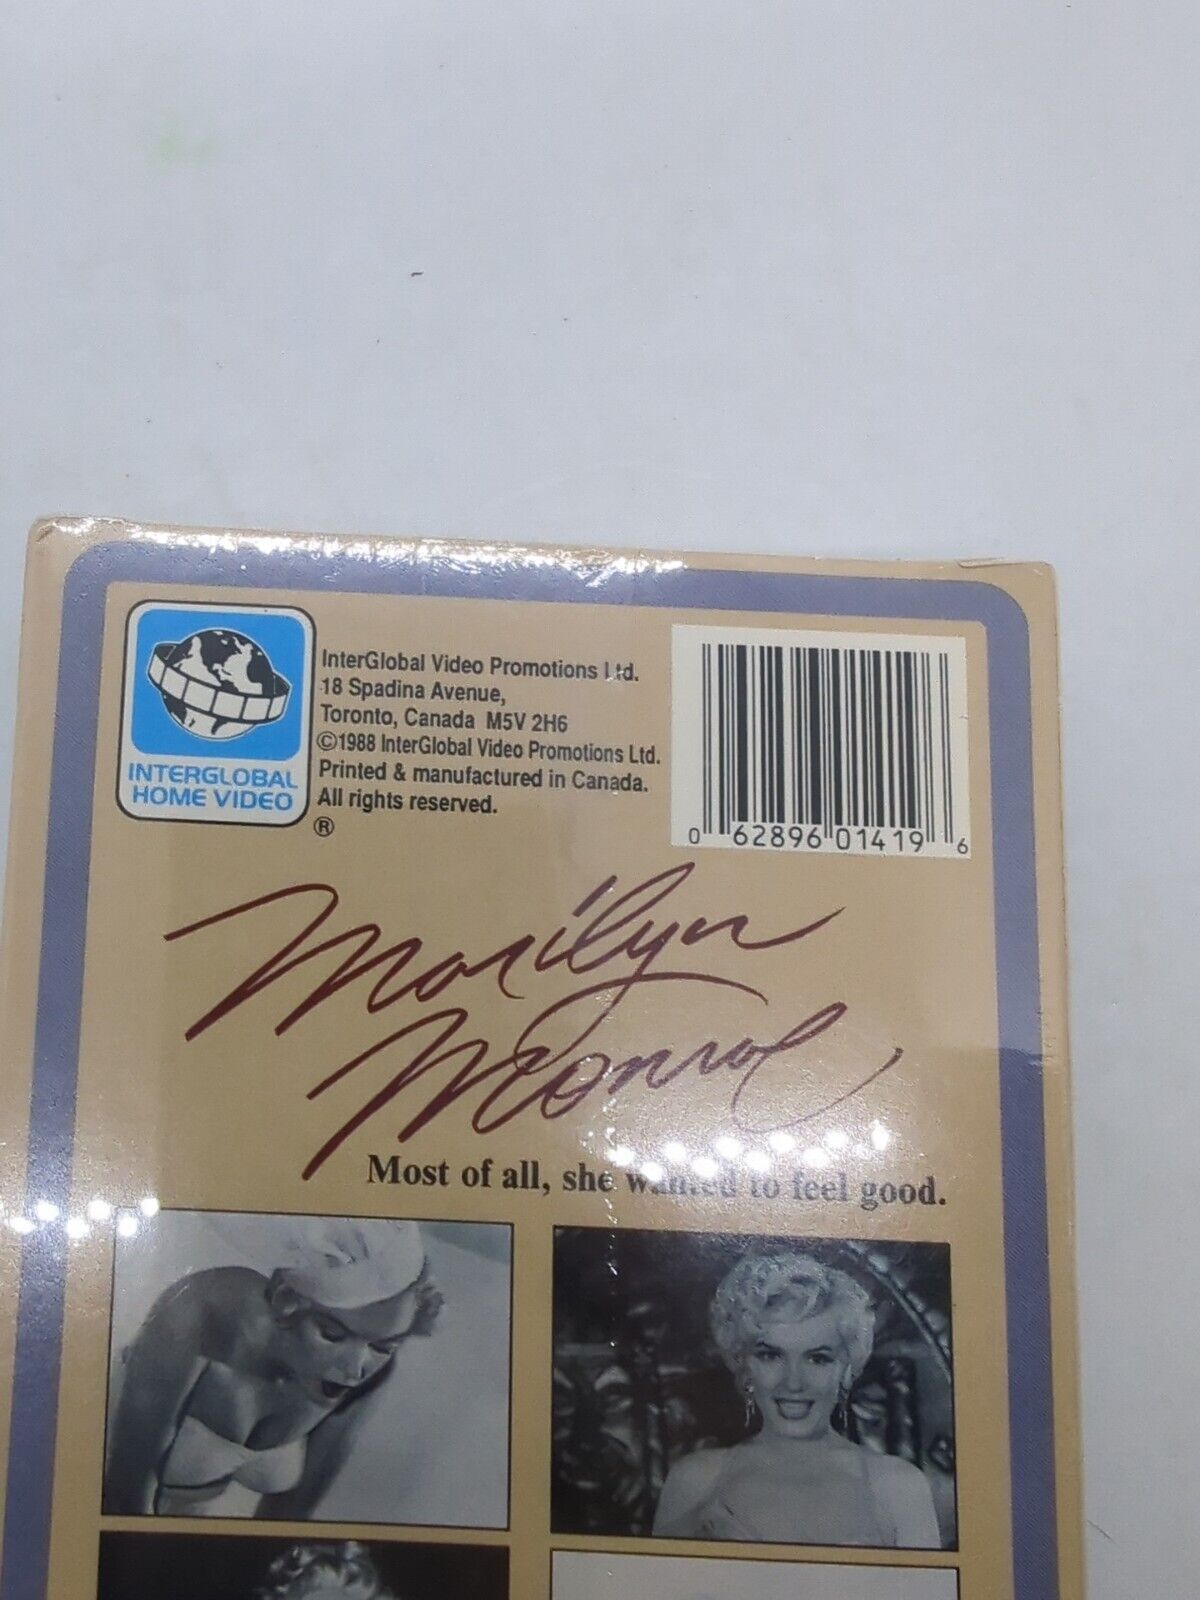 INTERGLOBAL
HOME VIDEO
®
InterGlobal Video Promotions Ltd.
18 Spadina Avenue,
Toronto, Canada M5V 2H6
©1988 InterGlobal Video Promotions Ltd.
Printed & manufactured in Canada.
All rights reserved.
0 62896 01419 6
Marilyn
Monroe
Most of all, she wanted to feel good.